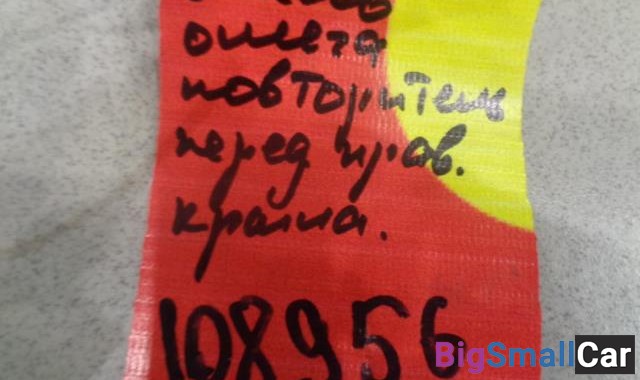 омега
повторитель
перед прав.
крайна.
108956
BigSmallCar